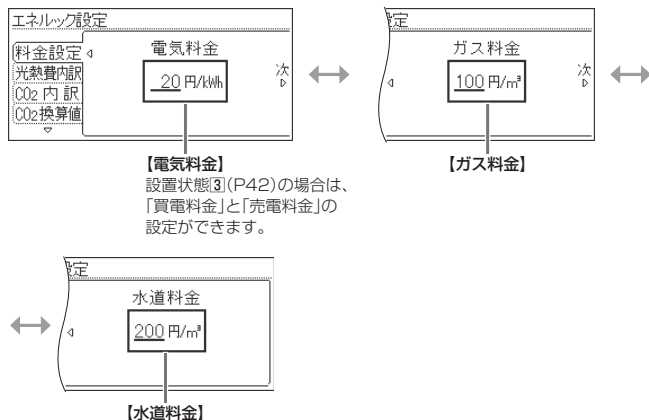 エネルック設定
料金設定
光熱費内訳
CO2 内 訳
CO2換算値
電気料金
20 円/kWh
次
【電気料金】
設置状態3(P42)の場合は、
「買電料金」と「売電料金」の
設定ができます。
定
ガス料金
100 円/m³
次
【ガス料金】
定
水道料金
200 円/m³
【水道料金】